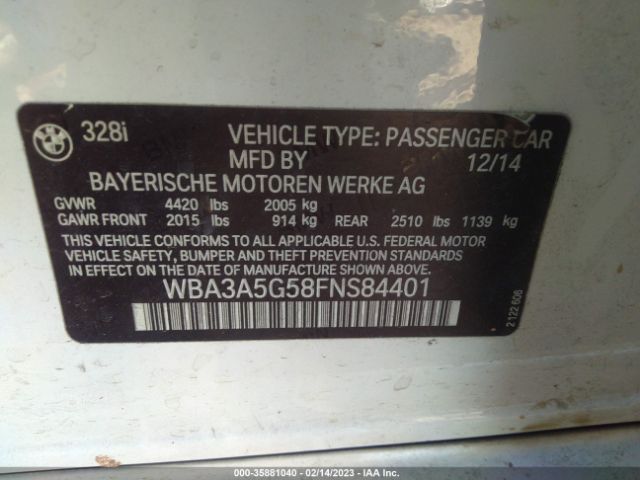 328i VEHICLE TYPE: PASSENGER CAR
MFD BY 12/14
BAYERISCHE MOTOREN WERKE AG
GVWR 4420 lbs 2005 kg
GAWR FRONT 2015 lbs 914 kg REAR 2510 lbs 1139 kg
THIS VEHICLE CONFORMS TO ALL APPLICABLE U.S. FEDERAL MOTOR
VEHICLE SAFETY, BUMPER AND THEFT PREVENTION STANDARDS
IN EFFECT ON THE DATE OF MANUFACTURE SHOWN ABOVE.
WBA3A5G58FNS84401
2 122 606
000-35881040 - 02/14/2023 - IAA Inc.